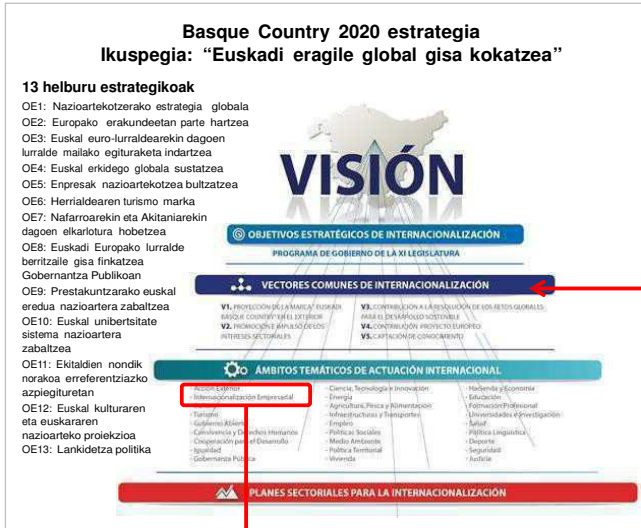 Basque Country 2020 estrategia
Ikuspegia: “Euskadi eragile global gisa kokatzea”
13 helburu estrategikoak
OE1: Nazioartekotzerako estrategia globala
OE2: Europako erakundeetan parte hartzea
OE3: Euskal euro-lurraldearekin dagoen
lurralde mailako egituraketa indartzea
OE4: Euskal erkidego globala sustatzea
OE5: Enpresak nazioartekotzea bultzatzea
OE6: Herrialdearen turismo marka
OE7: Nafarroarekin eta Akitaniarekin
dagoen elkarlotura hobetzea
OE8: Euskadi Europako lurralde
berritzaile gisa finkatzea
Gobernantza Publikoan
OE9: Prestakuntzarako euskal
eredua nazioartera zabaltzea
OE10: Euskal unibertsitate
sistema nazioartera
zabaltzea
OE11: Ekitaldien nondik
norakoa erreferentziazko
azpiegituretan
OE12: Euskal kulturaren
eta euskararen
nazioarteko proiekzioa
OE13: Lankidetza politika
VISIÓN
OBJETIVOS ESTRATÉGICOS DE INTERNACIONALIZACIÓN
PROGRAMA DE GOBIERNO DE LA XI LEGISLATURA
VECTORES COMUNES DE INTERNACIONALIZACIÓN
V1. PROYECCIÓN DE LA MARCA "EUSKADI
BASQUE COUNTRY" EN EL EXTERIOR
V2. PROMOCIÓN E IMPULSO DE LOS
INTERESES SECTORIALES
V3. CONTRIBUCIÓN A LA RESOLUCIÓN DE LOS RETOS GLOBALES
PARA EL DESARROLLO SOSTENIBLE
V4. CONTRIBUCIÓN PROYECTO EUROPEO
V5. CAPTACIÓN DE CONOCIMIENTO
ÁMBITOS TEMÁTICOS DE ACTUACIÓN INTERNACIONAL
- Acción Exterior
- Internacionalización Empresarial
- Turismo
- Gobierno Abierto
- Convivencia y Derechos Humanos
- Cooperación para el Desarrollo
- Igualdad
- Gobernanza Pública
- Ciencia, Tecnología e Innovación
- Energía
- Agricultura, Pesca y Alimentación
- Infraestructuras y Transportes
- Empleo
- Políticas Sociales
- Medio Ambiente
- Política Territorial
- Vivienda
- Hacienda y Economía
- Educación
- Formación Profesional
- Universidades e Investigación
- Salud
- Política Lingüística
- Deporte
- Seguridad
- Justicia
PLANES SECTORIALES PARA LA INTERNACIONALIZACIÓN